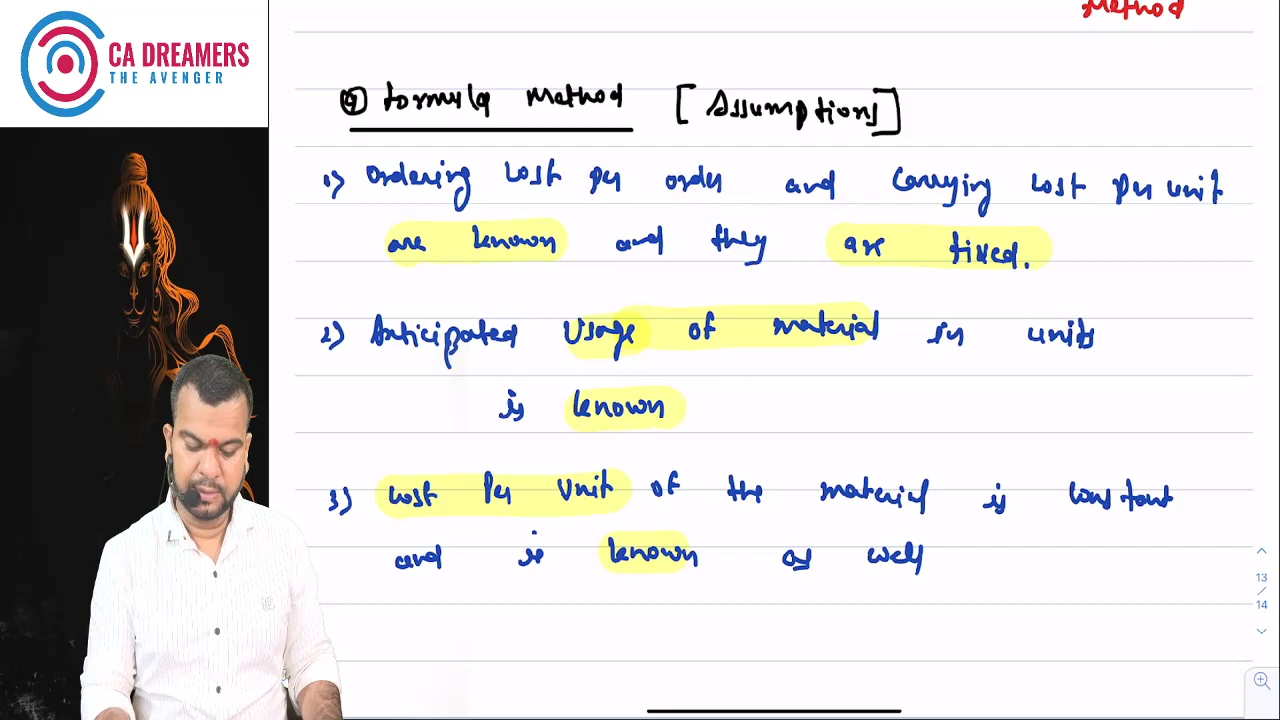 Method
CA DREAMERS
THE AVENGER
a) Formula Method [Assumptions]
1) Ordering Cost per order and Carrying Cost per unit
are known and they are fixed.
2) Anticipated Usage of material in units
is known
3) Cost Per Unit of the material is constant
and is known as well
13
/
14